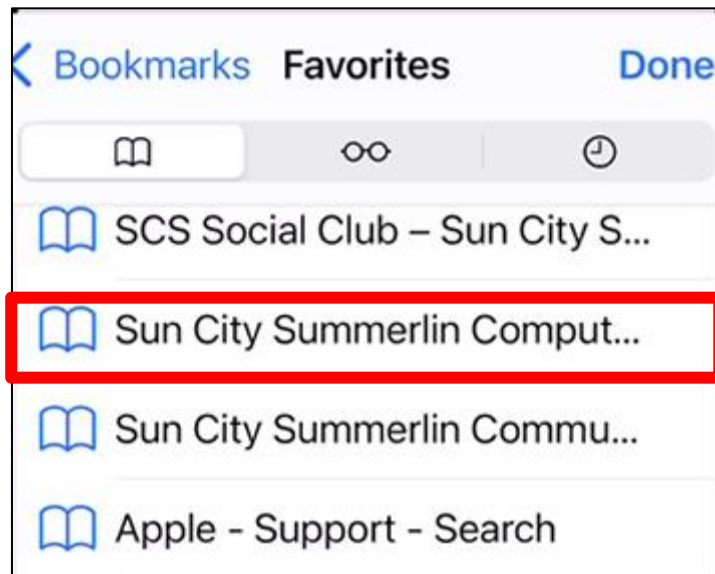 Bookmarks Favorites Done
SCS Social Club – Sun City S...
Sun City Summerlin Comput...
Sun City Summerlin Commu...
Apple - Support - Search